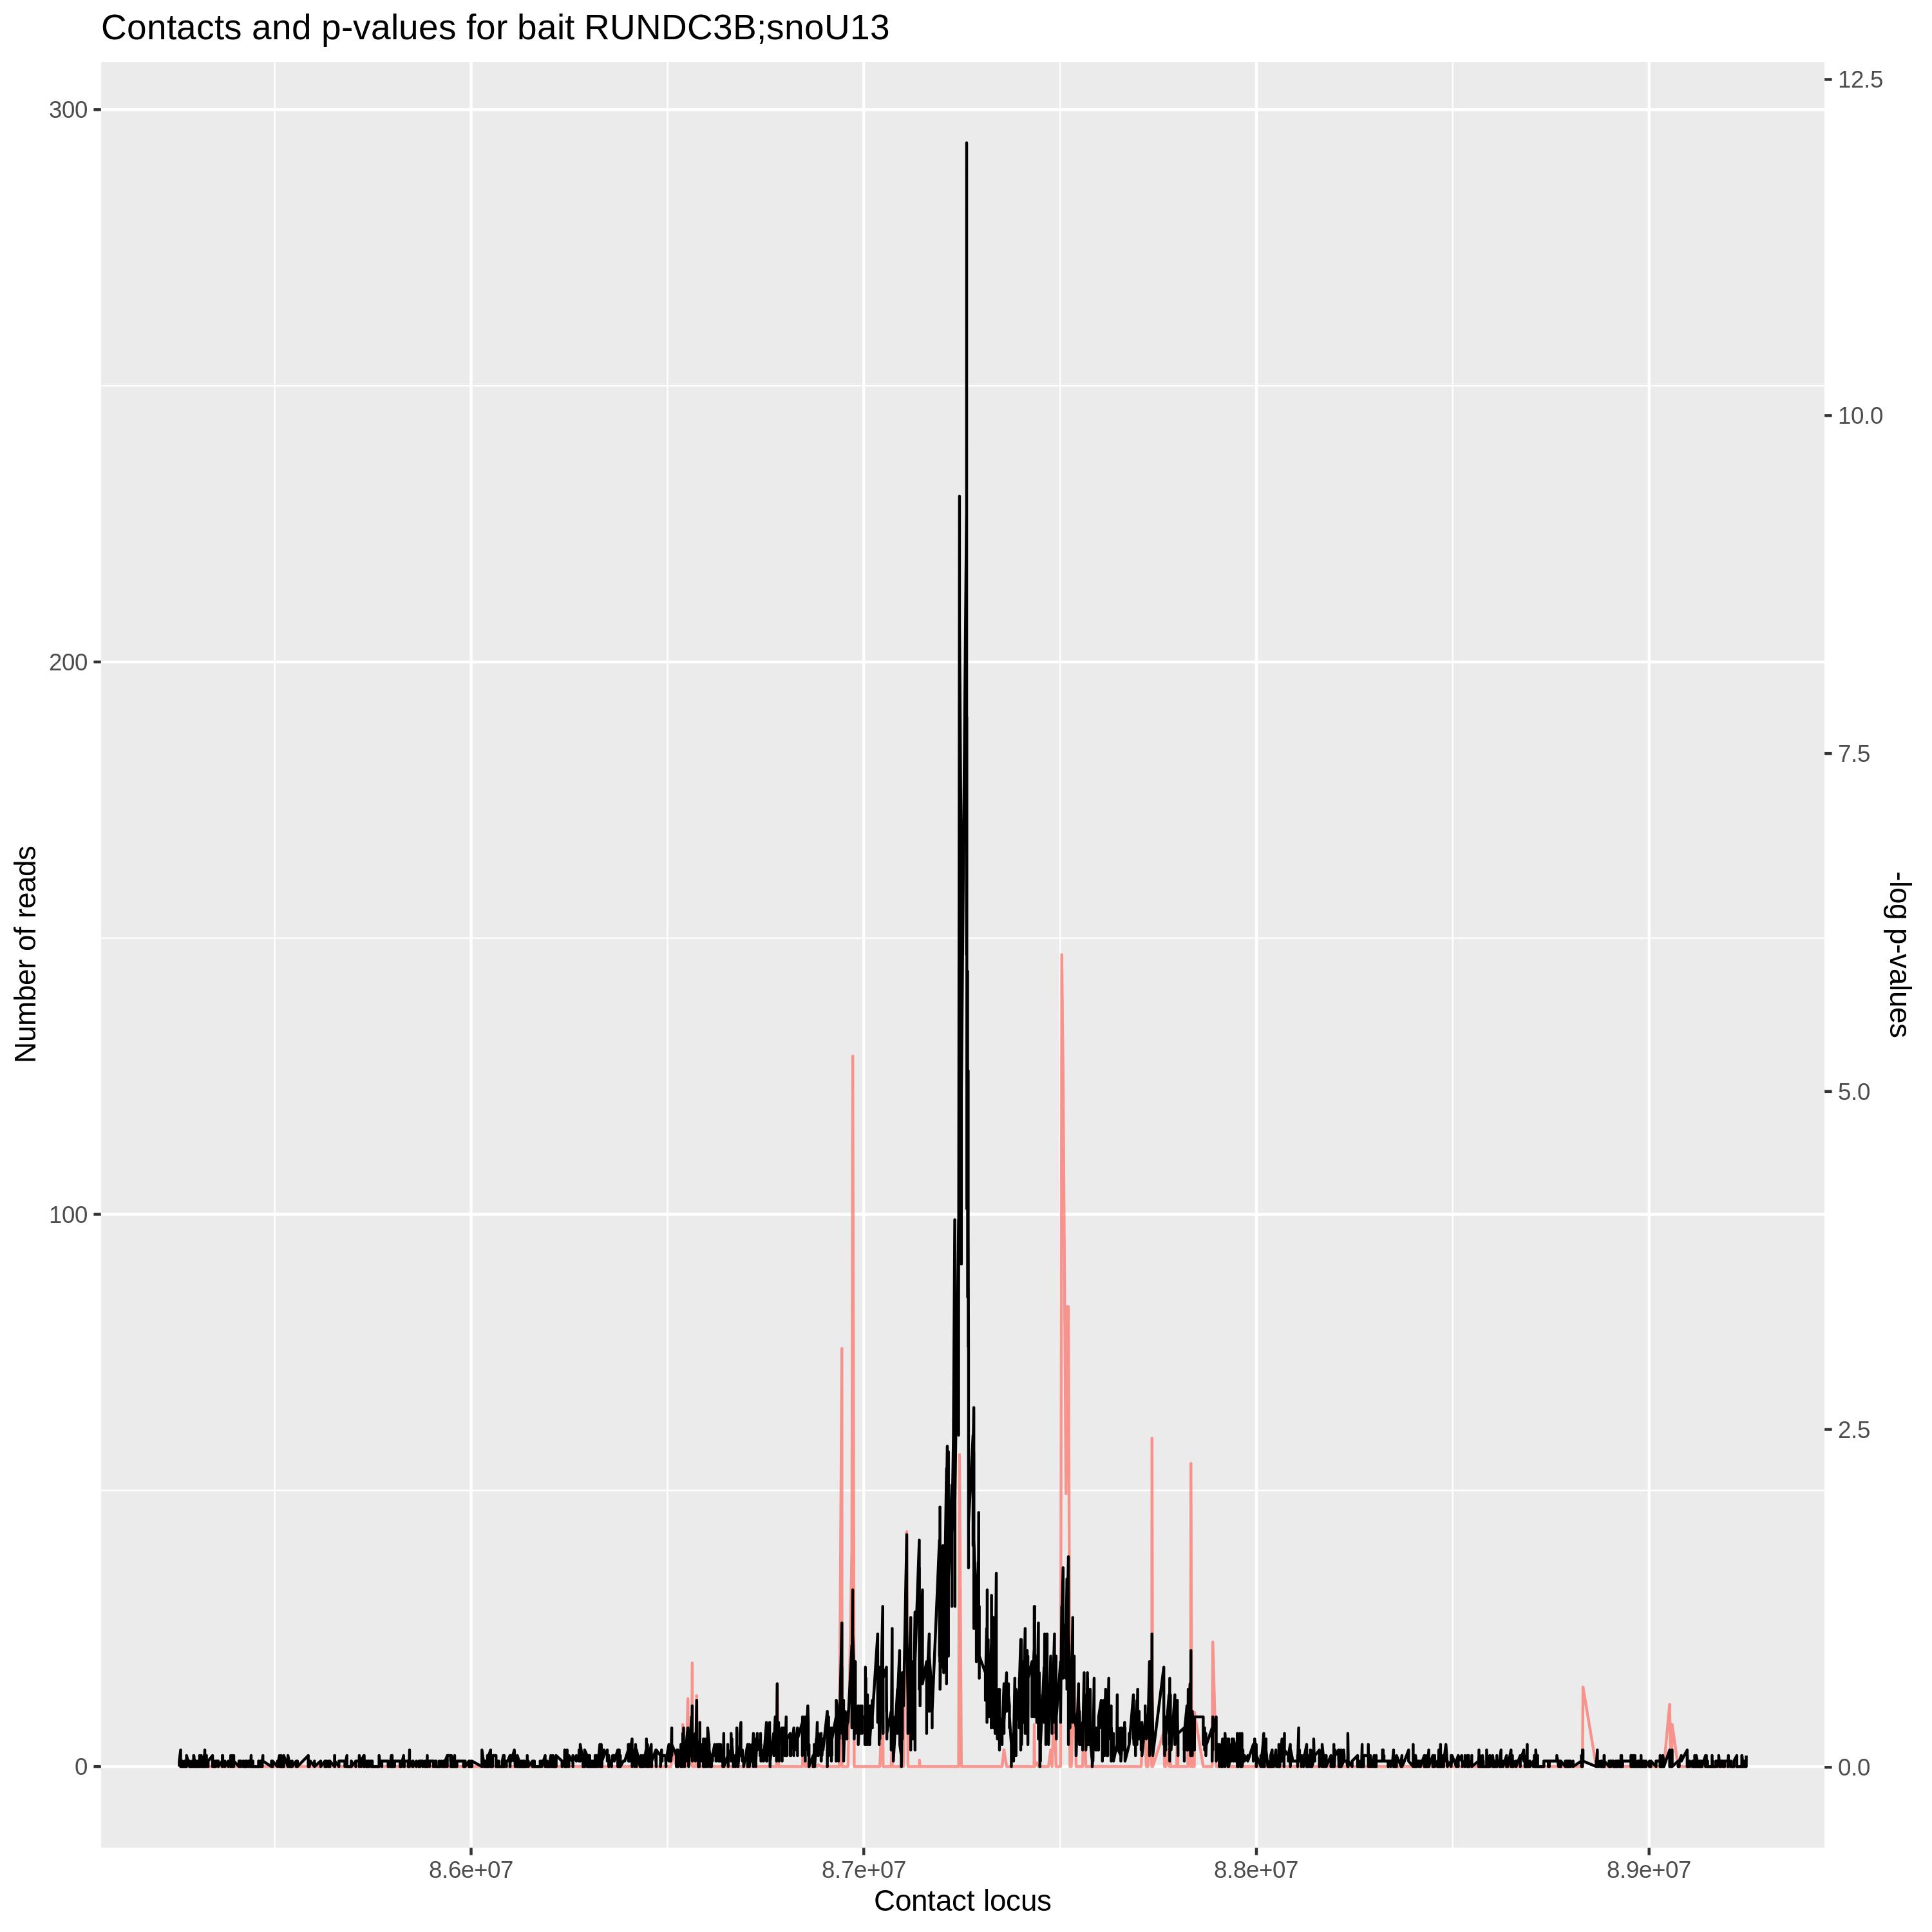 Contacts and p-values for bait RUNDC3B;snoU13
300
200
100
0
Number of reads
12.5
10.0
7.5
5.0
2.5
0.0
-log p-values
8.6e+07
8.7e+07
8.8e+07
8.9e+07
Contact locus